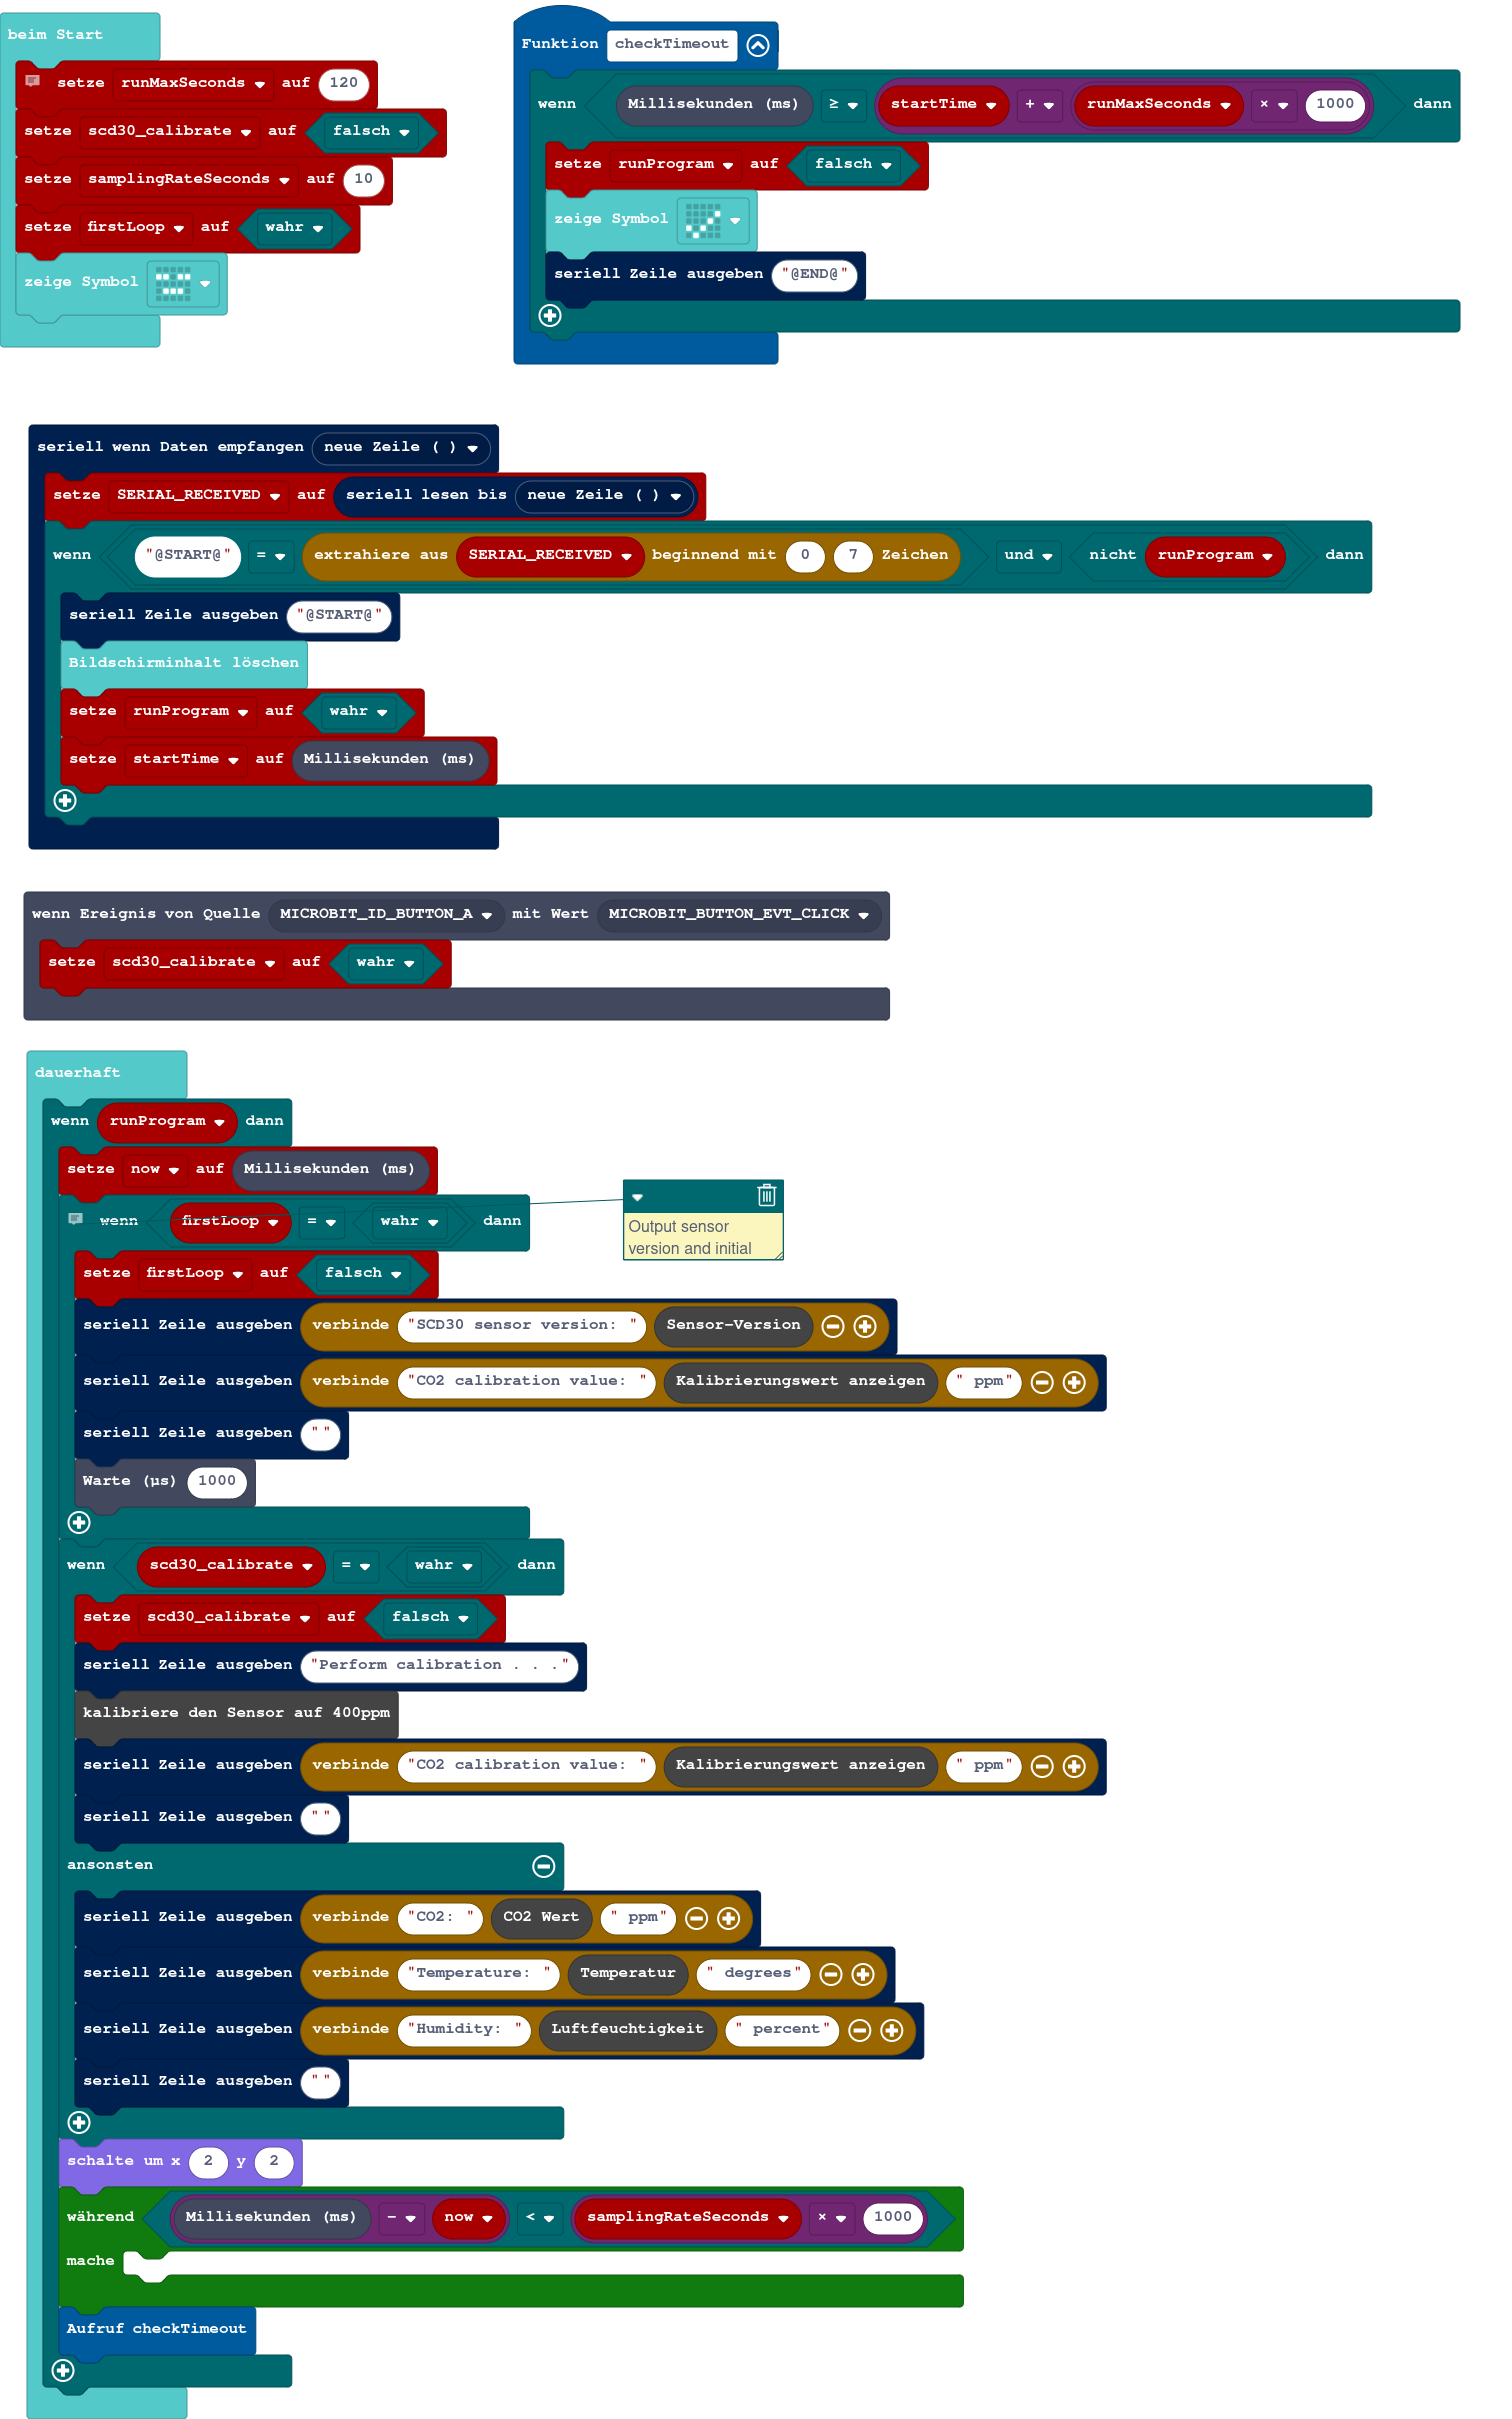 beim Start
setze runMaxSeconds auf 120
setze scd30_calibrate auf falsch
setze samplingRateSeconds auf 10
setze firstLoop auf wahr
zeige Symbol
Funktion checkTimeout
wenn Millisekunden (ms) ≥ startTime + runMaxSeconds × 1000 dann
setze runProgram auf falsch
zeige Symbol
seriell Zeile ausgeben "@END@"
seriell wenn Daten empfangen neue Zeile ( )
setze SERIAL_RECEIVED auf seriell lesen bis neue Zeile ( )
wenn "@START@" = extrahiere aus SERIAL_RECEIVED beginnend mit 0 7 Zeichen und nicht runProgram dann
seriell Zeile ausgeben "@START@"
Bildschirminhalt löschen
setze runProgram auf wahr
setze startTime auf Millisekunden (ms)
wenn Ereignis von Quelle MICROBIT_ID_BUTTON_A mit Wert MICROBIT_BUTTON_EVT_CLICK
setze scd30_calibrate auf wahr
dauerhaft
wenn runProgram dann
setze now auf Millisekunden (ms)
wenn firstLoop = wahr dann
Output sensor
version and initial
setze firstLoop auf falsch
seriell Zeile ausgeben verbinde "SCD30 sensor version: " Sensor-Version
seriell Zeile ausgeben verbinde "CO2 calibration value: " Kalibrierungswert anzeigen " ppm"
seriell Zeile ausgeben ""
Warte (µs) 1000
wenn scd30_calibrate = wahr dann
setze scd30_calibrate auf falsch
seriell Zeile ausgeben "Perform calibration . . ."
kalibriere den Sensor auf 400ppm
seriell Zeile ausgeben verbinde "CO2 calibration value: " Kalibrierungswert anzeigen " ppm"
seriell Zeile ausgeben ""
ansonsten
seriell Zeile ausgeben verbinde "CO2: " CO2 Wert " ppm"
seriell Zeile ausgeben verbinde "Temperature: " Temperatur " degrees"
seriell Zeile ausgeben verbinde "Humidity: " Luftfeuchtigkeit " percent"
seriell Zeile ausgeben ""
schalte um x 2 y 2
während Millisekunden (ms) - now < samplingRateSeconds × 1000
mache
Aufruf checkTimeout